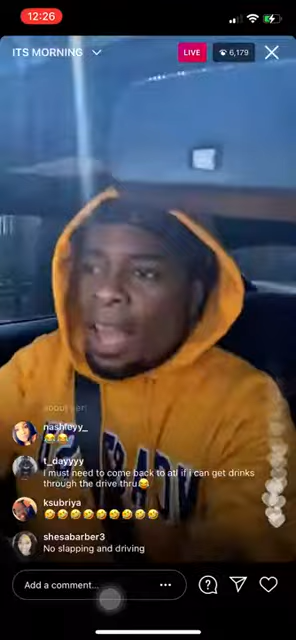 12:26
ITS MORNING
LIVE
6,179
nashleyy_
t_dayyyy
I must need to come back to atl if i can get drinks
through the drive thru
ksubriya
shesabarber3
No slapping and driving
Add a comment...